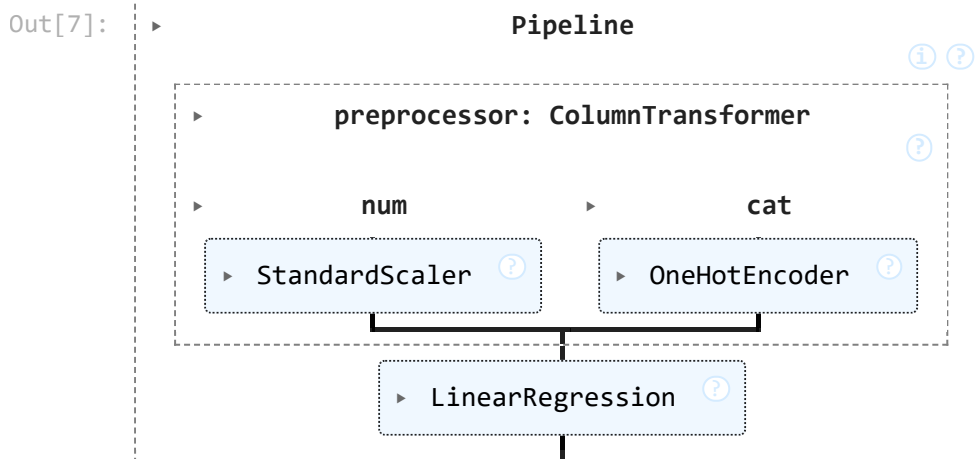 Out[7]:
▸ Pipeline
i ?
▸ preprocessor: ColumnTransformer
?
▸ num ▸ cat
▸ StandardScaler ? ▸ OneHotEncoder ?
▸ LinearRegression ?